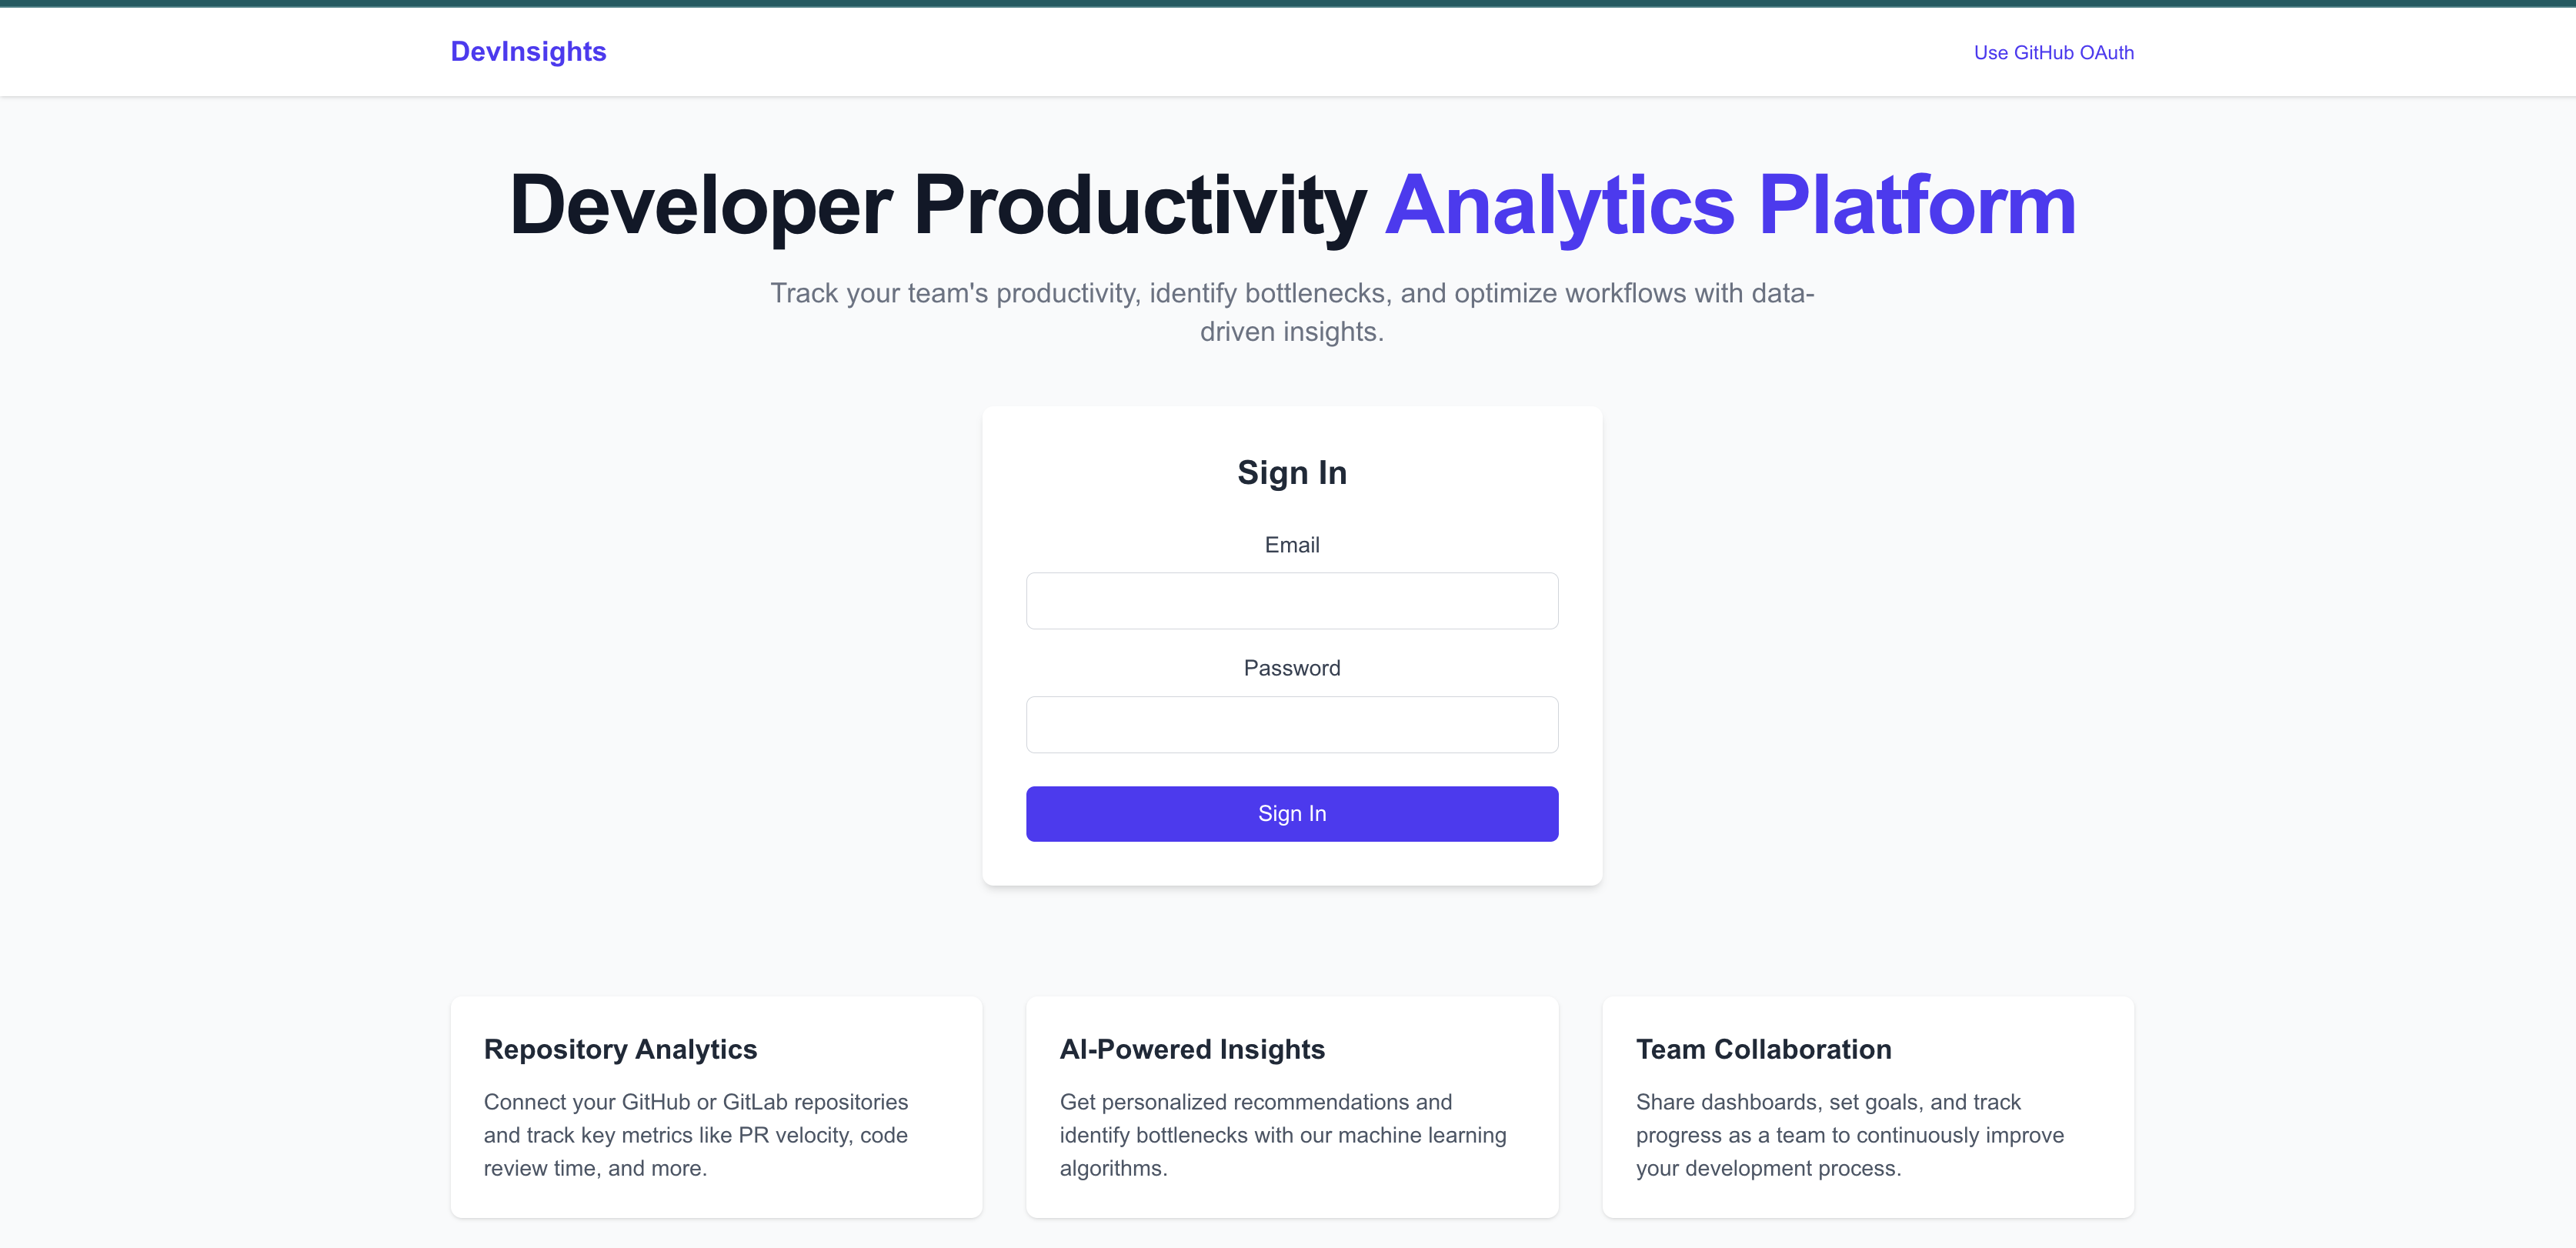 DevInsights
Use GitHub OAuth
Developer Productivity Analytics Platform
Track your team's productivity, identify bottlenecks, and optimize workflows with data-
driven insights.
Sign In
Email
Password
Sign In
Repository Analytics
Connect your GitHub or GitLab repositories
and track key metrics like PR velocity, code
review time, and more.
AI-Powered Insights
Get personalized recommendations and
identify bottlenecks with our machine learning
algorithms.
Team Collaboration
Share dashboards, set goals, and track
progress as a team to continuously improve
your development process.